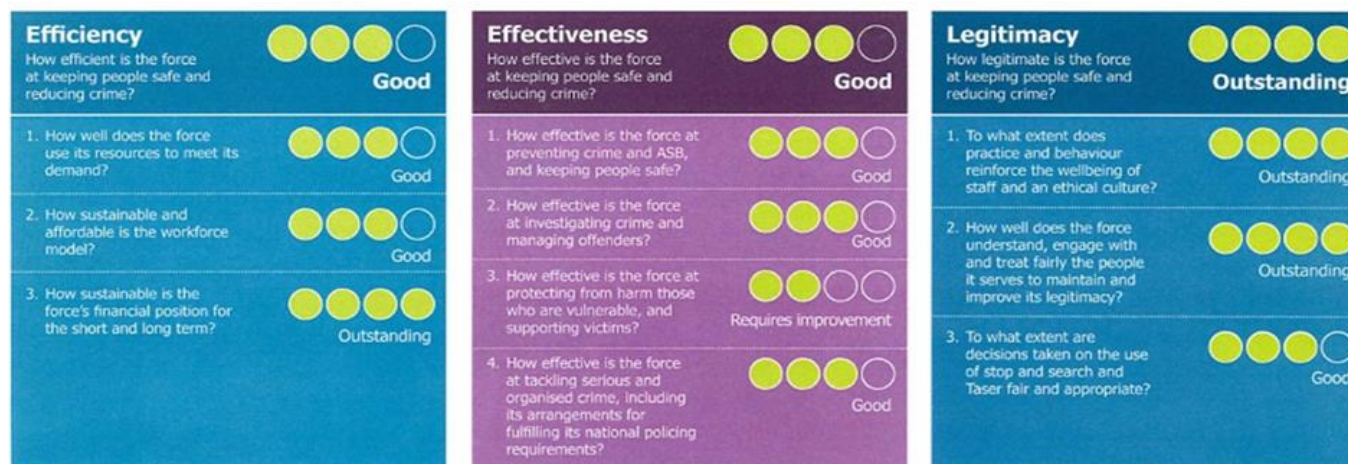 Efficiency
How efficient is the force
at keeping people safe and
reducing crime?
Good
1. How well does the force
use its resources to meet its
demand?
Good
2. How sustainable and
affordable is the workforce
model?
Good
3. How sustainable is the
force's financial position for
the short and long term?
Outstanding
Effectiveness
How effective is the force
at keeping people safe and
reducing crime?
Good
1. How effective is the force at
preventing crime and ASB,
and keeping people safe?
Good
2. How effective is the force
at investigating crime and
managing offenders?
Good
3. How effective is the force at
protecting from harm those
who are vulnerable, and
supporting victims?
Requires improvement
4. How effective is the force
at tackling serious and
organised crime, including
its arrangements for
fulfilling its national policing
requirements?
Good
Legitimacy
How legitimate is the force
at keeping people safe and
reducing crime?
Outstanding
1. To what extent does
practice and behaviour
reinforce the wellbeing of
staff and an ethical culture?
Outstanding
2. How well does the force
understand, engage with
and treat fairly the people
it serves to maintain and
improve its legitimacy?
Outstanding
3. To what extent are
decisions taken on the use
of stop and search and
Taser fair and appropriate?
Good